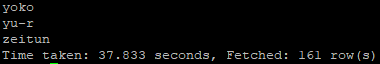 yoko
yu-r
zeitun
Time taken: 37.833 seconds, Fetched: 161 row(s)